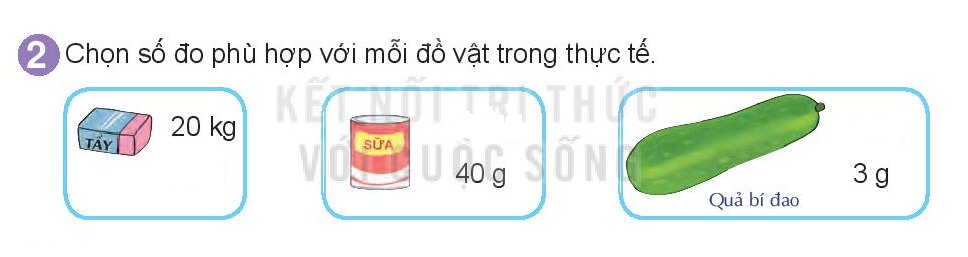 2 Chọn số đo phù hợp với mỗi đồ vật trong thực tế.
KẾT NỐI TRI THỨC
VỚI CUỘC SỐNG
TẨY
20 kg
SỮA
40 g
3 g
Quả bí đao